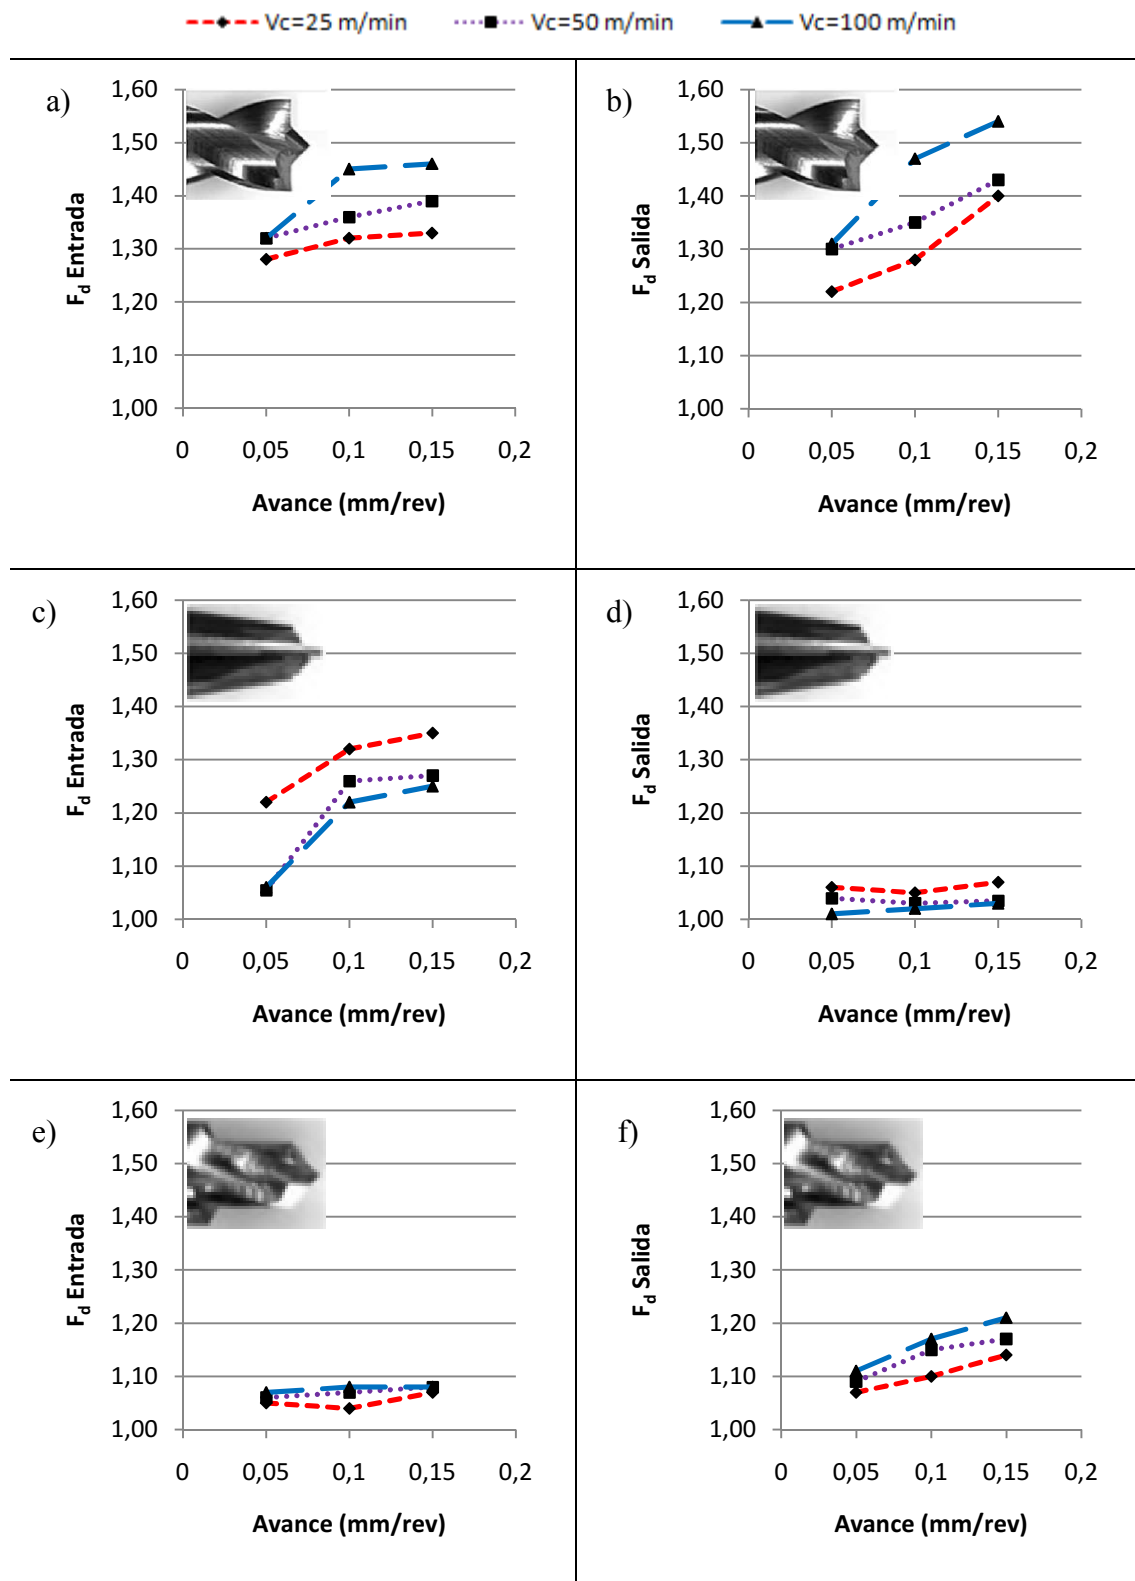 Vc=25 m/min Vc=50 m/min Vc=100 m/min
a)
1,60
1,50
1,40
1,30
1,20
1,10
1,00
0 0,05 0,1 0,15 0,2
Fd Entrada
Avance (mm/rev)
b)
1,60
1,50
1,40
1,30
1,20
1,10
1,00
0 0,05 0,1 0,15 0,2
Fd Salida
Avance (mm/rev)
c)
1,60
1,50
1,40
1,30
1,20
1,10
1,00
0 0,05 0,1 0,15 0,2
Fd Entrada
Avance (mm/rev)
d)
1,60
1,50
1,40
1,30
1,20
1,10
1,00
0 0,05 0,1 0,15 0,2
Fd Salida
Avance (mm/rev)
e)
1,60
1,50
1,40
1,30
1,20
1,10
1,00
0 0,05 0,1 0,15 0,2
Fd Entrada
Avance (mm/rev)
f)
1,60
1,50
1,40
1,30
1,20
1,10
1,00
0 0,05 0,1 0,15 0,2
Fd Salida
Avance (mm/rev)